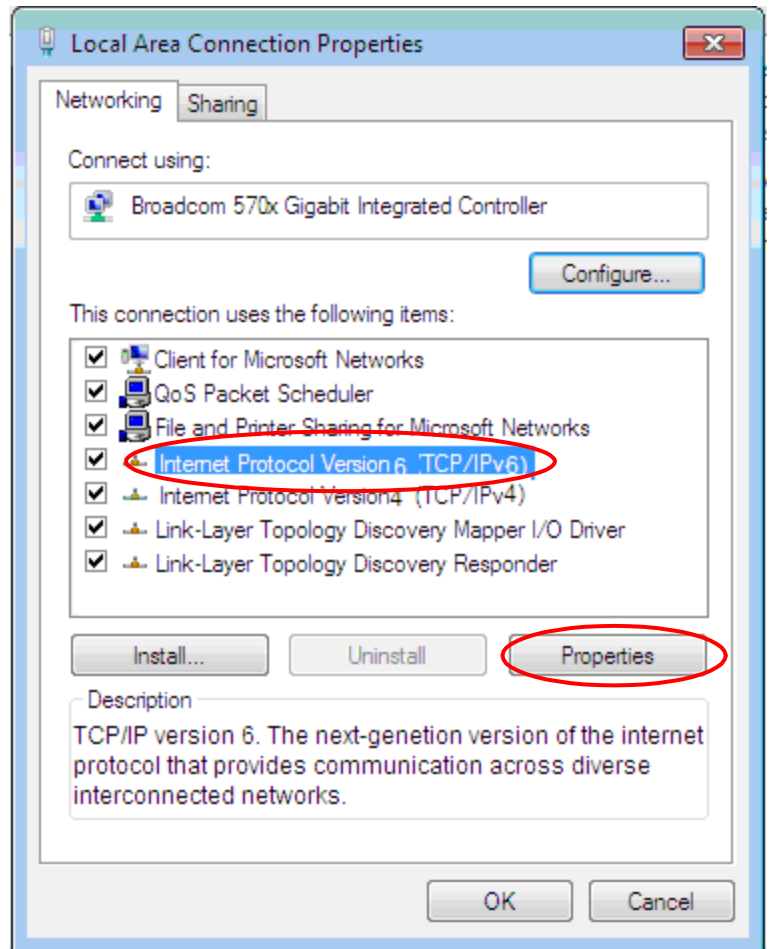 Local Area Connection Properties
Networking
Sharing
Connect using:
Broadcom 570x Gigabit Integrated Controller
Configure...
This connection uses the following items:
Client for Microsoft Networks
QoS Packet Scheduler
File and Printer Sharing for Microsoft Networks
Internet Protocol Version 6 (TCP/IPv6)
Internet Protocol Version4 (TCP/IPv4)
Link-Layer Topology Discovery Mapper I/O Driver
Link-Layer Topology Discovery Responder
Install...
Uninstall
Properties
Description
TCP/IP version 6. The next-genetion version of the internet
protocol that provides communication across diverse
interconnected networks.
OK
Cancel